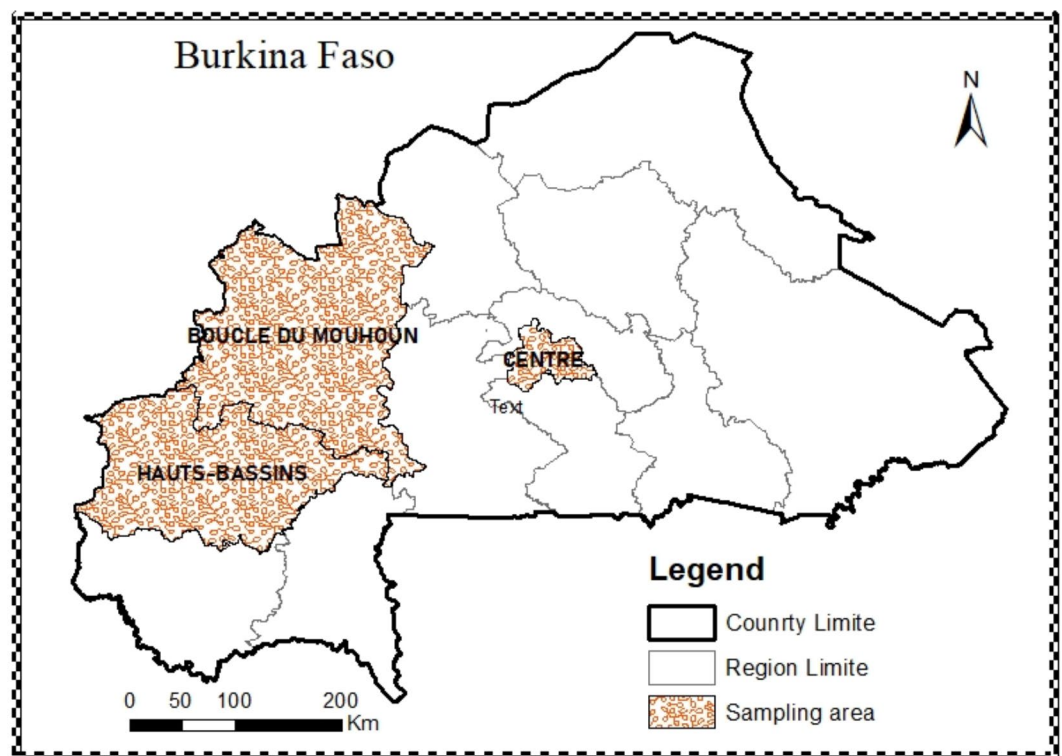 Burkina Faso
N
BOUCLE DU MOUHOUN
CENTRE
Text
HAUTS-BASSINS
Legend
Counrty Limite
Region Limite
Sampling area
0 50 100 200
Km